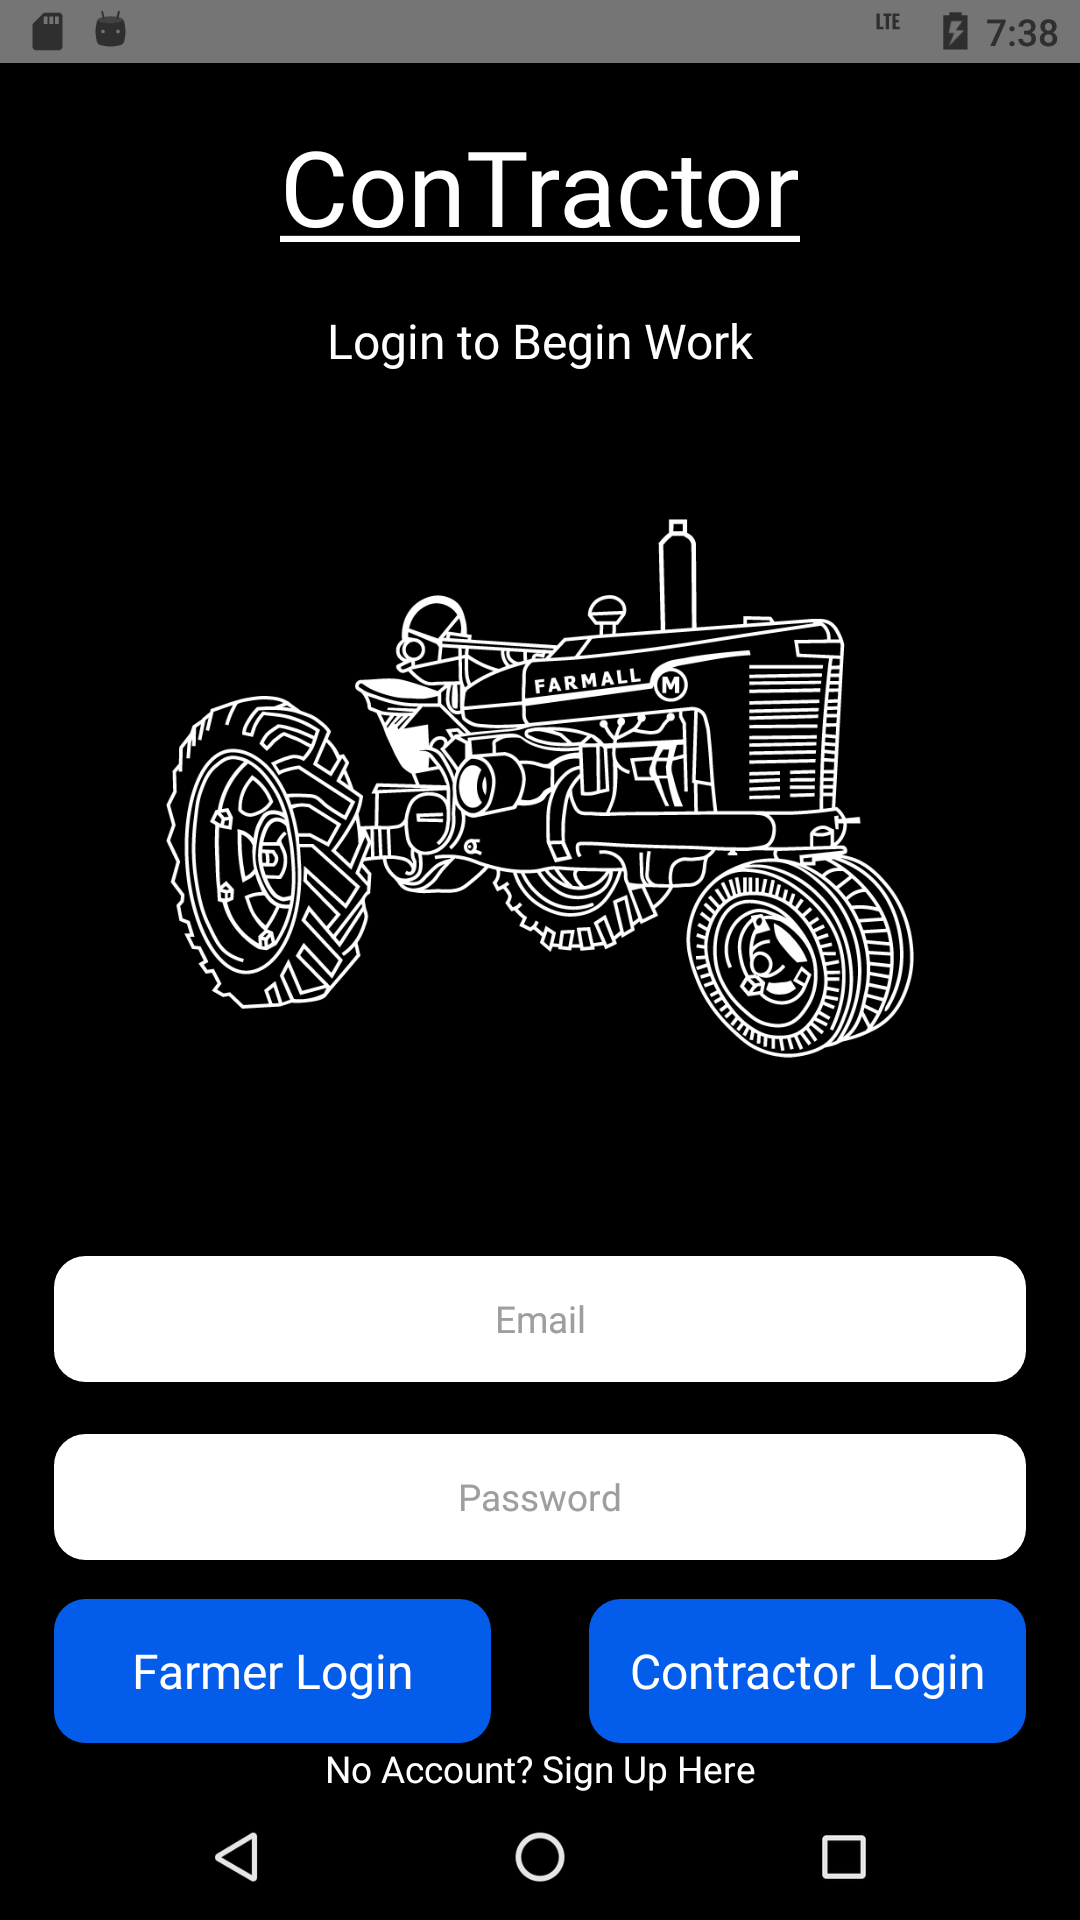 LTE 7:38
ConTractor
Login to Begin Work
FARMALL M
Email
Password
Farmer Login Contractor Login
No Account? Sign Up Here